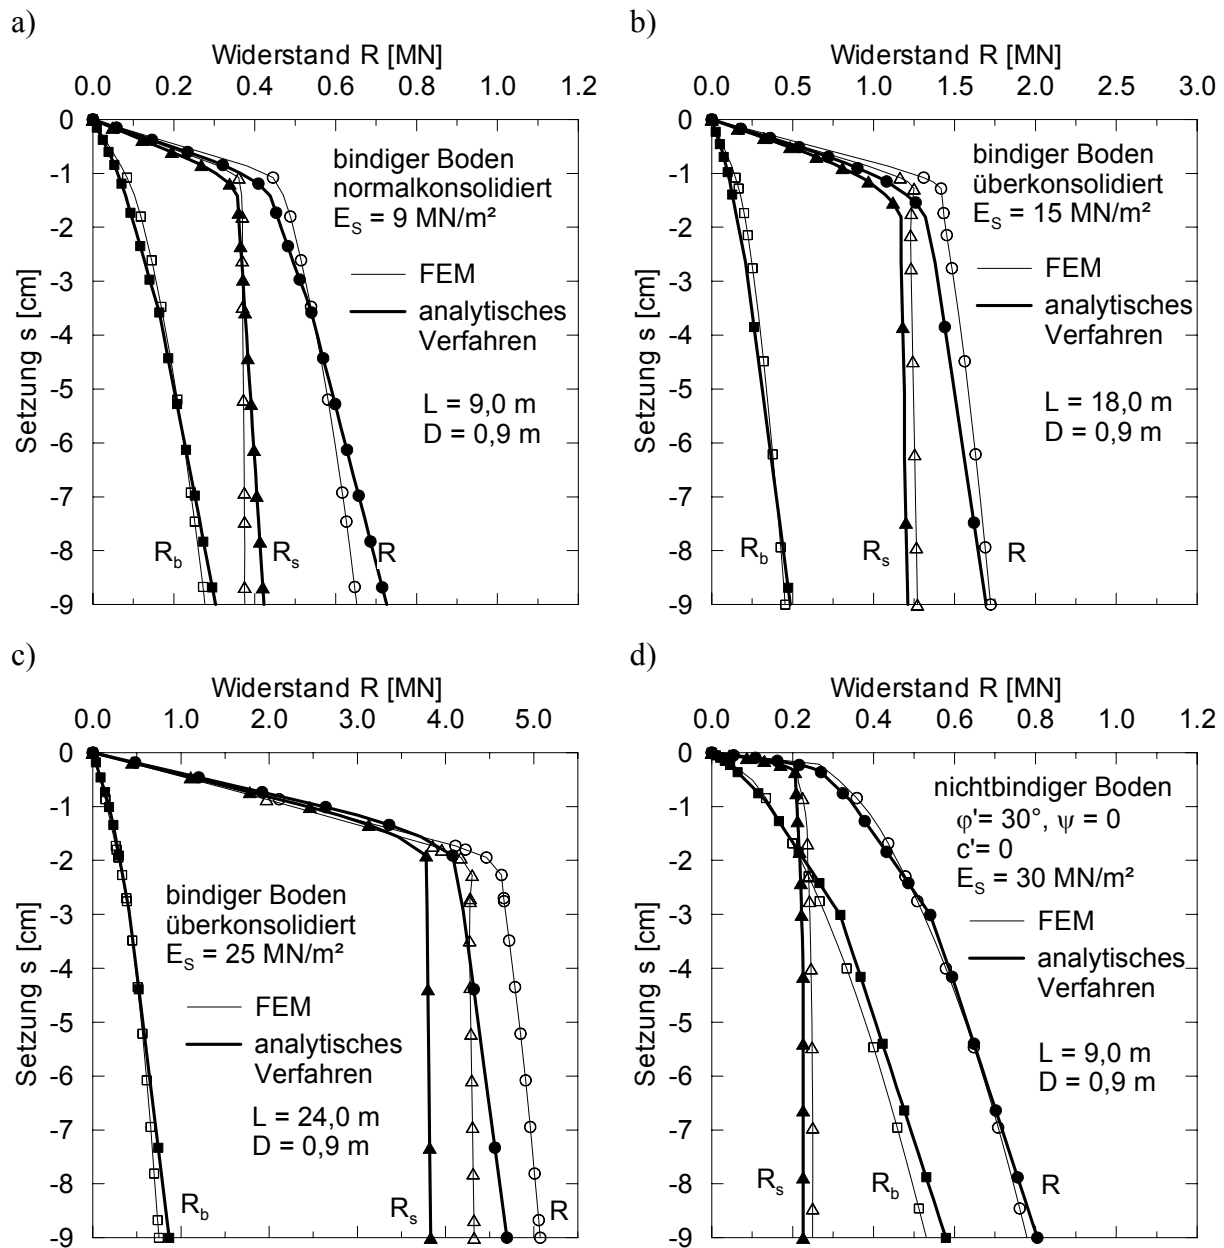 a)
Widerstand R [MN]
0.0 0.2 0.4 0.6 0.8 1.0 1.2
Setzung s [cm]
0
-1
-2
-3
-4
-5
-6
-7
-8
-9
bindiger Boden
normalkonsolidiert
E_S = 9 MN/m²
FEM
analytisches
Verfahren
L = 9,0 m
D = 0,9 m
R_b R_s R
b)
Widerstand R [MN]
0.0 0.5 1.0 1.5 2.0 2.5 3.0
Setzung s [cm]
0
-1
-2
-3
-4
-5
-6
-7
-8
-9
bindiger Boden
überkonsolidiert
E_S = 15 MN/m²
FEM
analytisches
Verfahren
L = 18,0 m
D = 0,9 m
R_b R_s R
c)
Widerstand R [MN]
0.0 1.0 2.0 3.0 4.0 5.0
Setzung s [cm]
0
-1
-2
-3
-4
-5
-6
-7
-8
-9
bindiger Boden
überkonsolidiert
E_S = 25 MN/m²
FEM
analytisches
Verfahren
L = 24,0 m
D = 0,9 m
R_b R_s R
d)
Widerstand R [MN]
0.0 0.2 0.4 0.6 0.8 1.0 1.2
Setzung s [cm]
0
-1
-2
-3
-4
-5
-6
-7
-8
-9
nichtbindiger Boden
φ'= 30°, ψ = 0
c'= 0
E_S = 30 MN/m²
FEM
analytisches
Verfahren
L = 9,0 m
D = 0,9 m
R_s R_b R